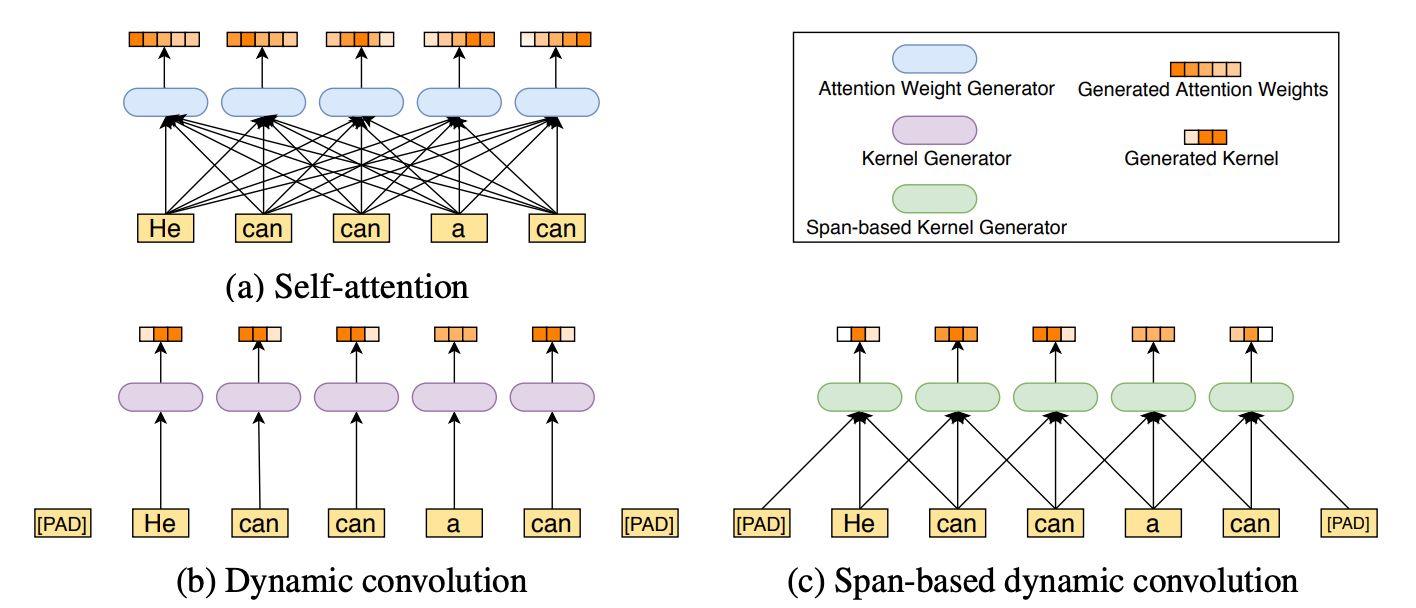 He can can a can
(a) Self-attention
Attention Weight Generator
Generated Attention Weights
Kernel Generator
Generated Kernel
Span-based Kernel Generator
[PAD] He can can a can [PAD]
(b) Dynamic convolution
[PAD] He can can a can [PAD]
(c) Span-based dynamic convolution